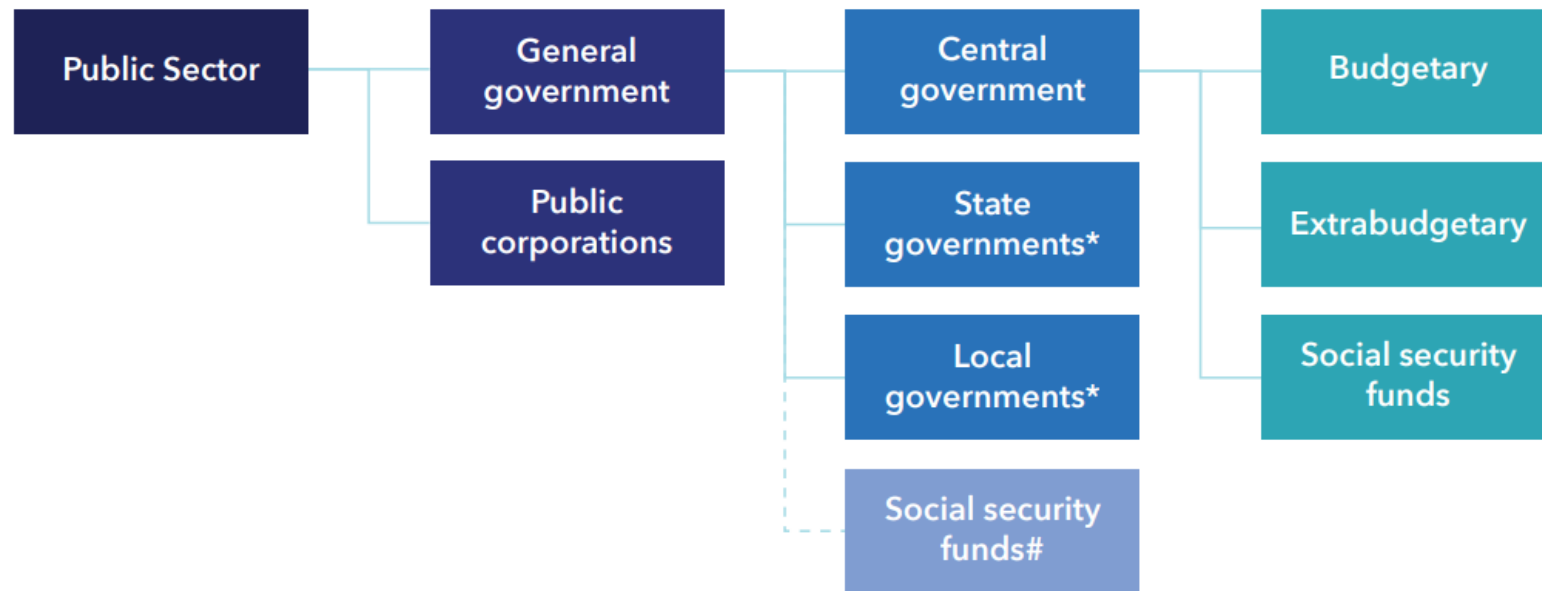 Public Sector
General
government
Public
corporations
Central
government
State
governments*
Local
governments*
Social security
funds#
Budgetary
Extrabudgetary
Social security
funds